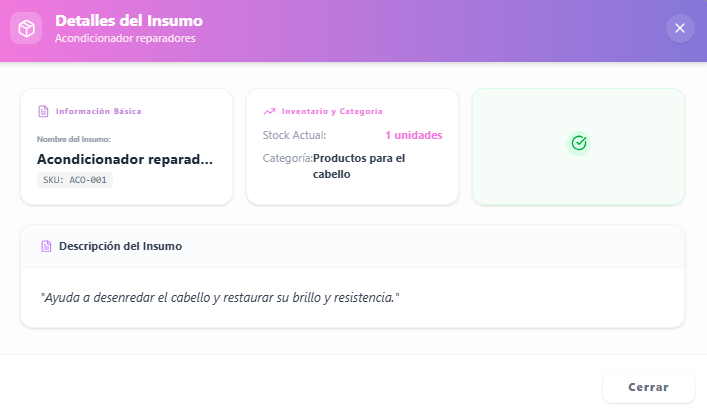 Detalles del Insumo
Acondicionador reparadores
Información Básica
Nombre del Insumo:
Acondicionador reparad...
SKU: ACO-001
Inventario y Categoría
Stock Actual: 1 unidades
Categoría: Productos para el
cabello
Descripción del Insumo
"Ayuda a desenredar el cabello y restaurar su brillo y resistencia."
Cerrar